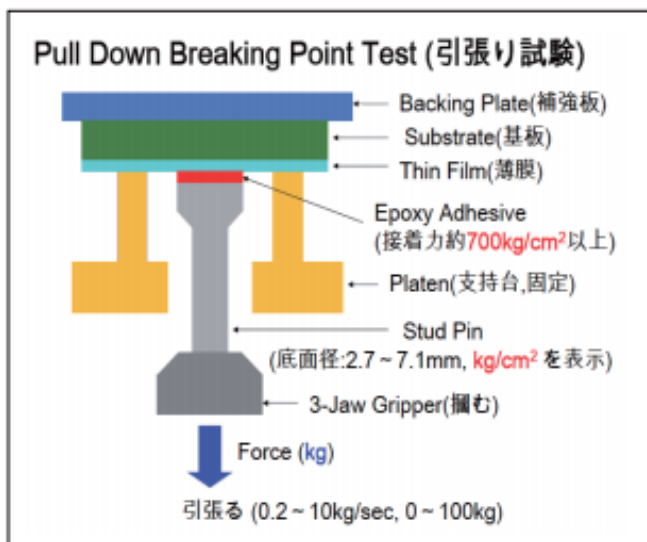 Pull Down Breaking Point Test (引張り試験)
Backing Plate(補強板)
Substrate(基板)
Thin Film(薄膜)
Epoxy Adhesive
(接着力約700kg/cm²以上)
Platen(支持台,固定)
Stud Pin
(底面径:2.7~7.1mm, kg/cm² を表示)
3-Jaw Gripper(掴む)
Force (kg)
引張る (0.2~10kg/sec, 0~100kg)